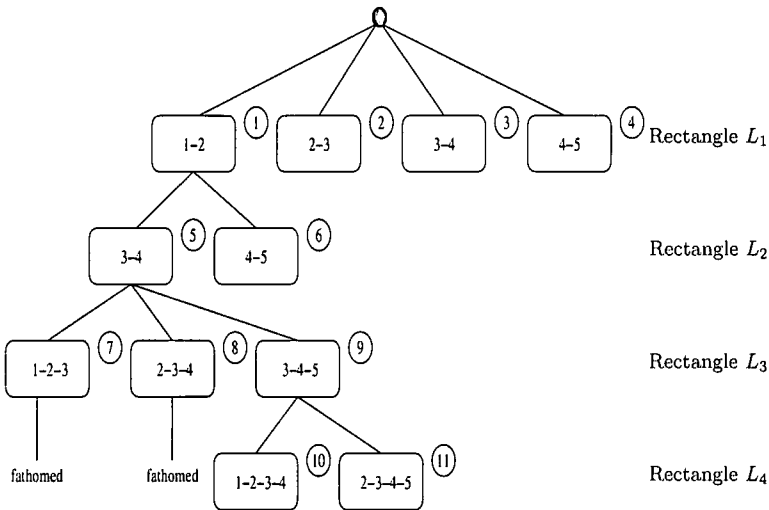 0
1-2 1 2-3 2 3-4 3 4-5 4 Rectangle L₁
3-4 5 4-5 6 Rectangle L₂
1-2-3 7 2-3-4 8 3-4-5 9 Rectangle L₃
fathomed fathomed 1-2-3-4 10 2-3-4-5 11 Rectangle L₄